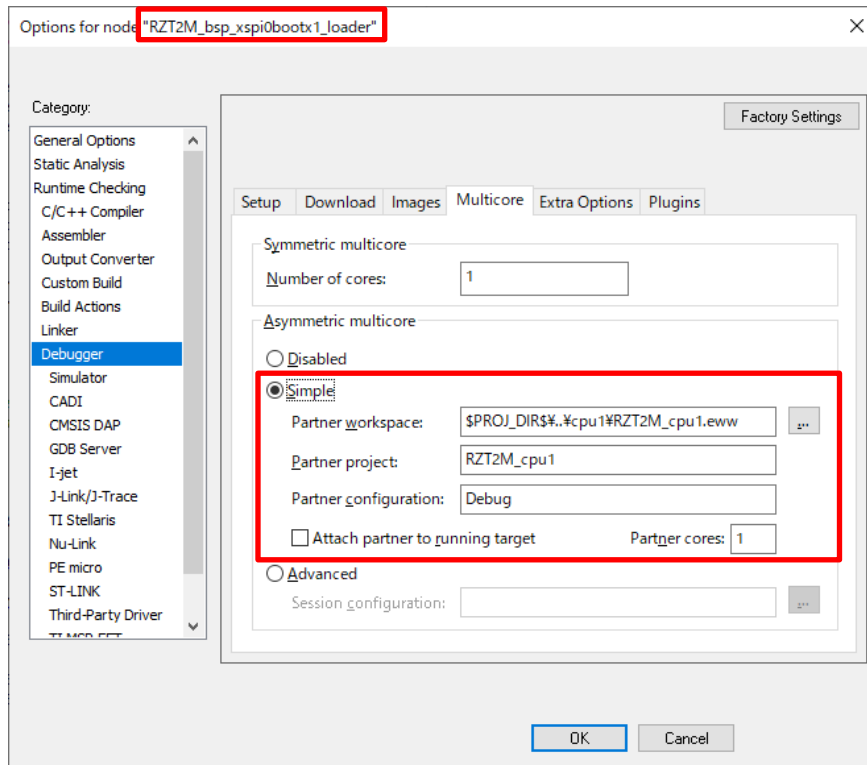 Options for node "RZT2M_bsp_xspi0bootx1_loader"
Category:
Factory Settings
General Options
Static Analysis
Runtime Checking
C/C++ Compiler
Assembler
Output Converter
Custom Build
Build Actions
Linker
Debugger
Simulator
CADI
CMSIS DAP
GDB Server
I-jet
J-Link/J-Trace
TI Stellaris
Nu-Link
PE micro
ST-LINK
Third-Party Driver
TI MSP-FET
Setup Download Images Multicore Extra Options Plugins
Symmetric multicore
Number of cores: 1
Asymmetric multicore
Disabled
Simple
Partner workspace: $PROJ_DIR$¥..¥cpu1¥RZT2M_cpu1.eww ...
Partner project: RZT2M_cpu1
Partner configuration: Debug
Attach partner to running target Partner cores: 1
Advanced
Session configuration: ...
OK Cancel